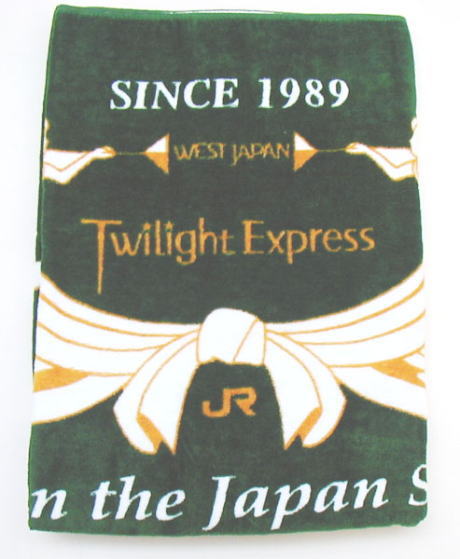 SINCE 1989
WEST JAPAN
Twilight Express
JR
n the Japan S